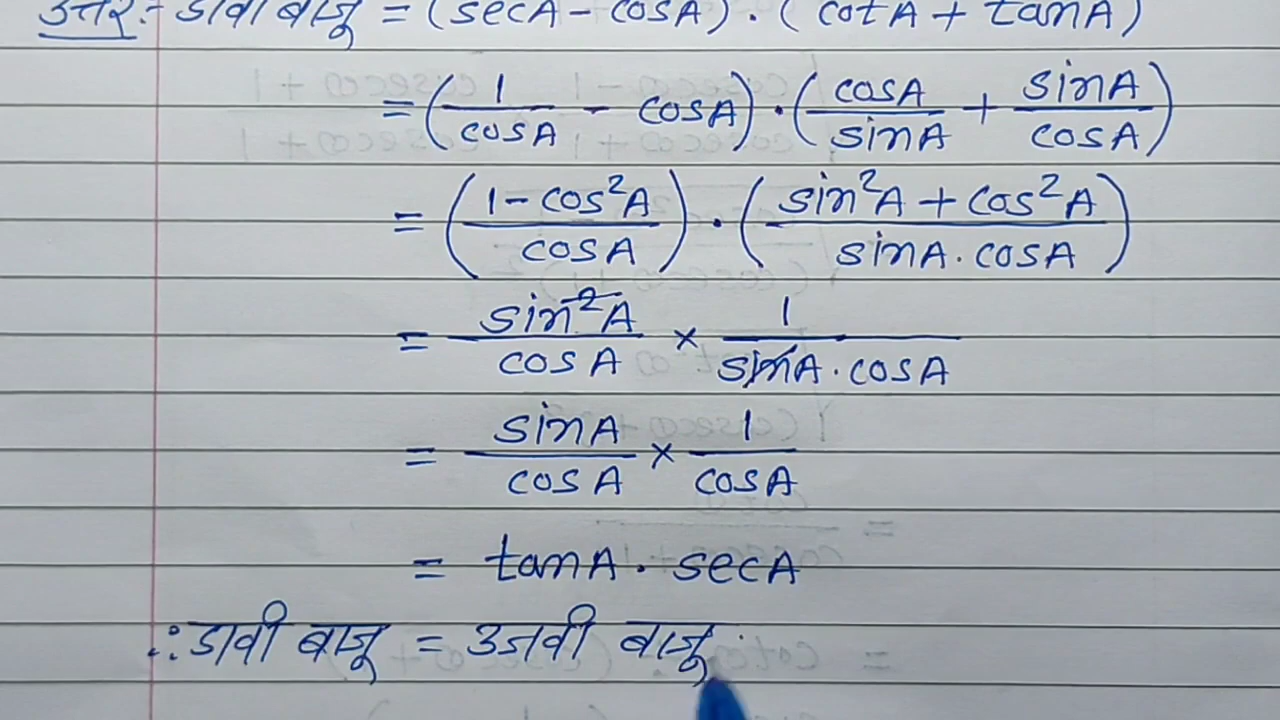 उत्तर:- डावी बाजू = (secA - cosA) . (cotA + tanA)
= (1/cosA - cosA) . (cosA/sinA + sinA/cosA)
= ((1-cos²A)/cosA) . ((sin²A + cos²A)/(sinA.cosA))
= sin²A/cosA × 1/(sinA.cosA)
= sinA/cosA × 1/cosA
= tanA . secA
∴ डावी बाजू = उजवी बाजू